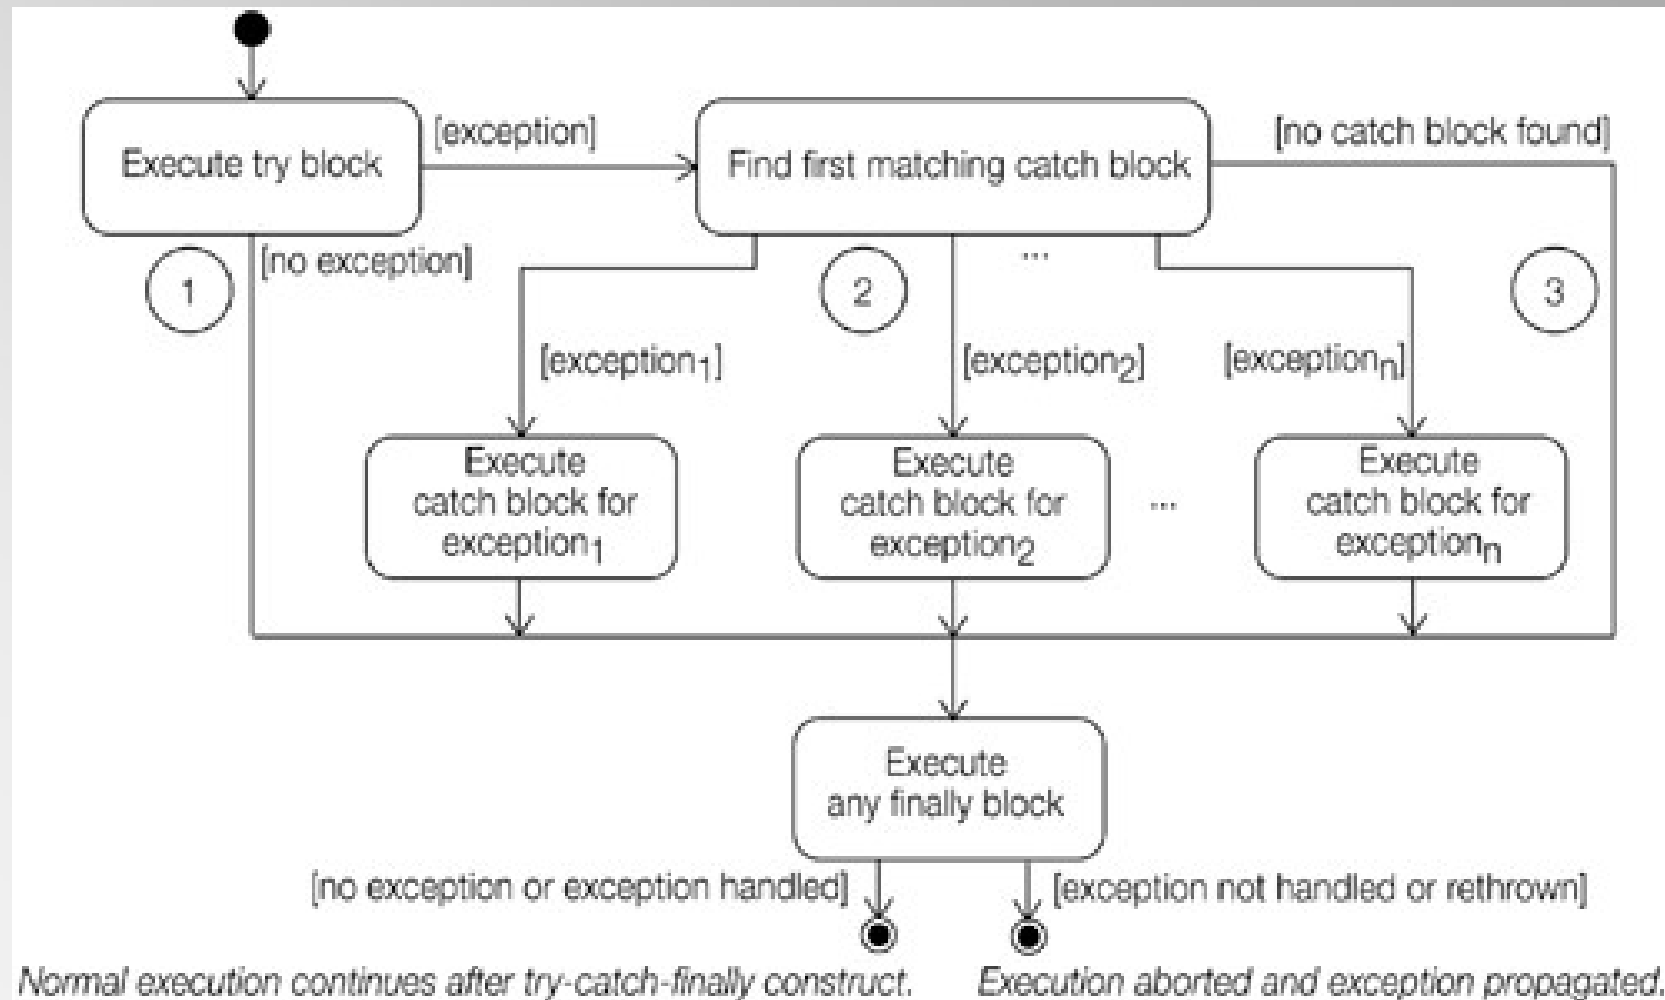 [exception]
[no catch block found]
Execute try block
Find first matching catch block
[no exception]
...
1
2
3
[exception1]
[exception2]
[exceptionn]
Execute
catch block for
exception1
Execute
catch block for
exception2
...
Execute
catch block for
exceptionn
Execute
any finally block
[no exception or exception handled]
[exception not handled or rethrown]
Normal execution continues after try-catch-finally construct.
Execution aborted and exception propagated.